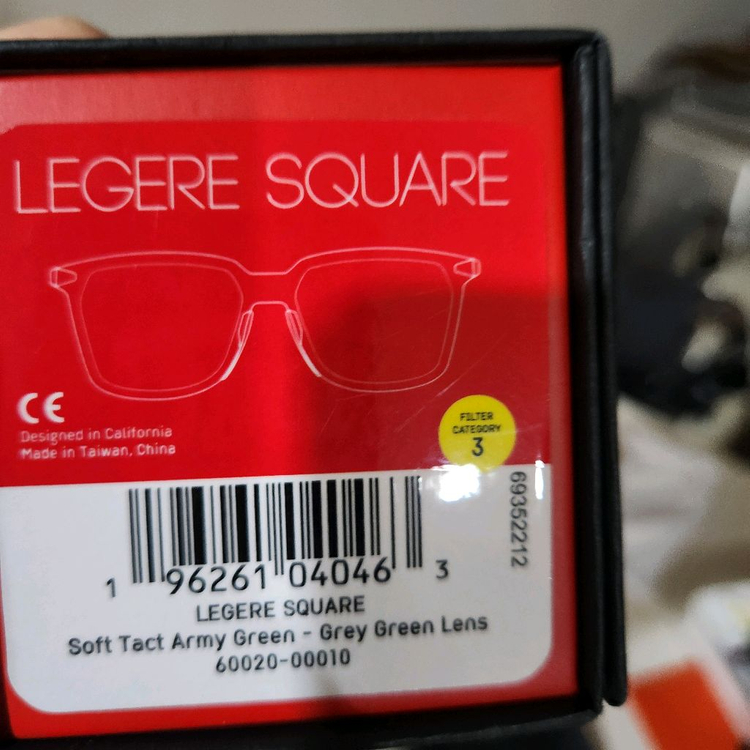 LEGERE SQUARE
CE
Designed in California
Made in Taiwan, China
FILTER
CATEGORY
3
69352212
1 96261 04046 3
LEGERE SQUARE
Soft Tact Army Green - Grey Green Lens
60020-00010